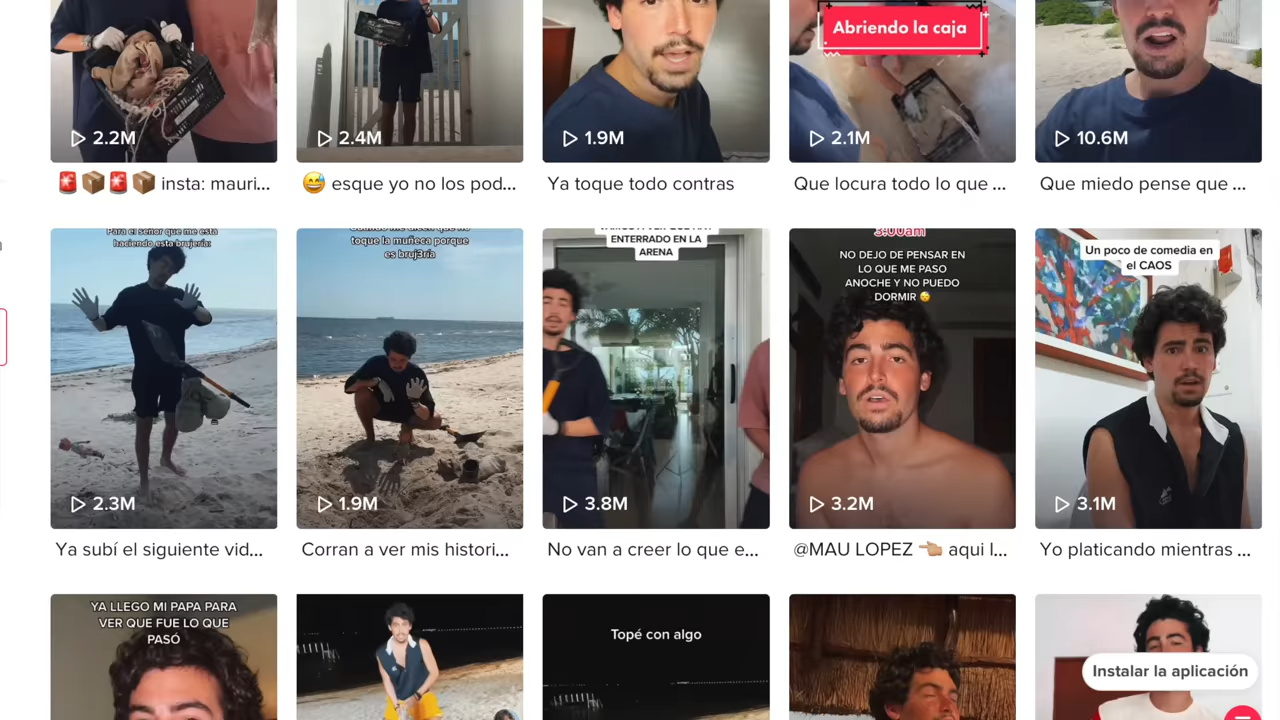 Abriendo la caja
2.2M
2.4M
1.9M
2.1M
10.6M
🚨📦🚨📦 insta: mauri...
😅 esque yo no los pod...
Ya toque todo contras
Que locura todo lo que ...
Que miedo pense que ...
Para el señor que me esta
haciendo esta brujería:
toque la muñeca porque
es bruj3ría
ENTERRADO EN LA
ARENA
3:00am
NO DEJO DE PENSAR EN
LO QUE ME PASO
ANOCHE Y NO PUEDO
DORMIR 😴
Un poco de comedia en
el CAOS
2.3M
1.9M
3.8M
3.2M
3.1M
Ya subí el siguiente vid...
Corran a ver mis histori...
No van a creer lo que e...
@MAU LOPEZ 👈🏼 aqui l...
Yo platicando mientras ...
YA LLEGO MI PAPA PARA
VER QUE FUE LO QUE
PASÓ
Topé con algo
Instalar la aplicación